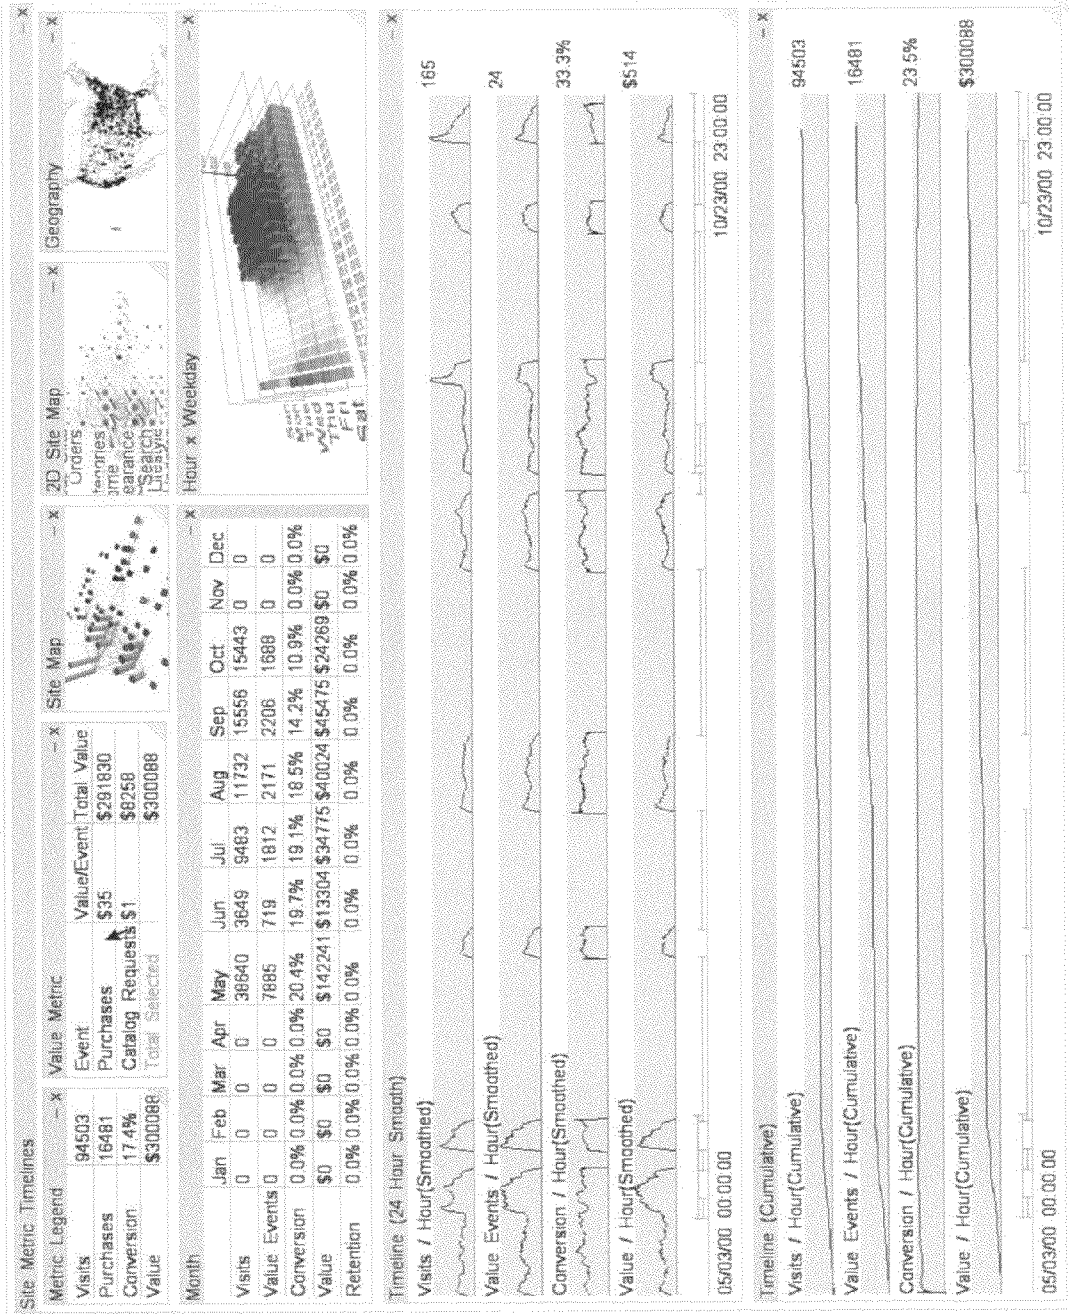 Site Metric Timelines – x
Metric Legend – x
Visits 94503
Purchases 16481
Conversion 17.4%
Value $300088
Value Metric – x
Event Value/Event Total Value
Purchases $35 $291830
Catalog Requests $1 $8258
Total Selected $300088
Site Map – x
2D Site Map – x
Orders
Search
Geography – x
Month – x
Jan Feb Mar Apr May Jun Jul Aug Sep Oct Nov Dec
Visits 0 0 0 0 38640 3649 9483 11732 15556 15443 0 0
Value Events 0 0 0 0 7885 719 1812 2171 2206 1688 0 0
Conversion 0.0% 0.0% 0.0% 0.0% 20.4% 19.7% 19.1% 18.5% 14.2% 10.9% 0.0% 0.0%
Value $0 $0 $0 $0 $142241 $13304 $34775 $40024 $45475 $24269 $0 $0
Retention 0.0% 0.0% 0.0% 0.0% 0.0% 0.0% 0.0% 0.0% 0.0% 0.0% 0.0% 0.0%
Hour x Weekday – x
Sun
Mon
Tue
Wed
Thu
Fri
Sat
Timeline (24 Hour Smooth) – x
Visits / Hour(Smoothed) 165
Value Events / Hour(Smoothed) 24
Conversion / Hour(Smoothed) 33.3%
Value / Hour(Smoothed) $514
05/03/00 00:00:00 10/23/00 23:00:00
Timeline (Cumulative) – x
Visits / Hour(Cumulative) 94503
Value Events / Hour(Cumulative) 16481
Conversion / Hour(Cumulative) 23.5%
Value / Hour(Cumulative) $300088
05/03/00 00:00:00 10/23/00 23:00:00